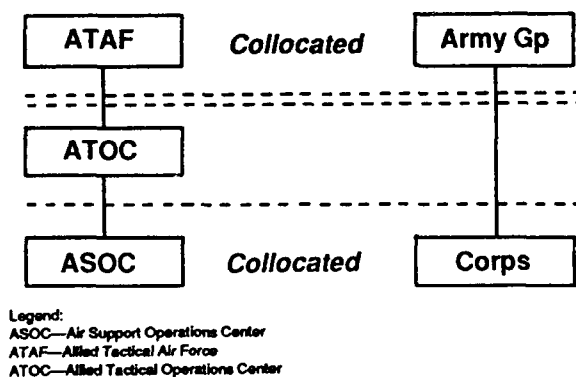 ATAF Collocated Army Gp
ATOC
ASOC Collocated Corps
Legend:
ASOC—Air Support Operations Center
ATAF—Allied Tactical Air Force
ATOC—Allied Tactical Operations Center